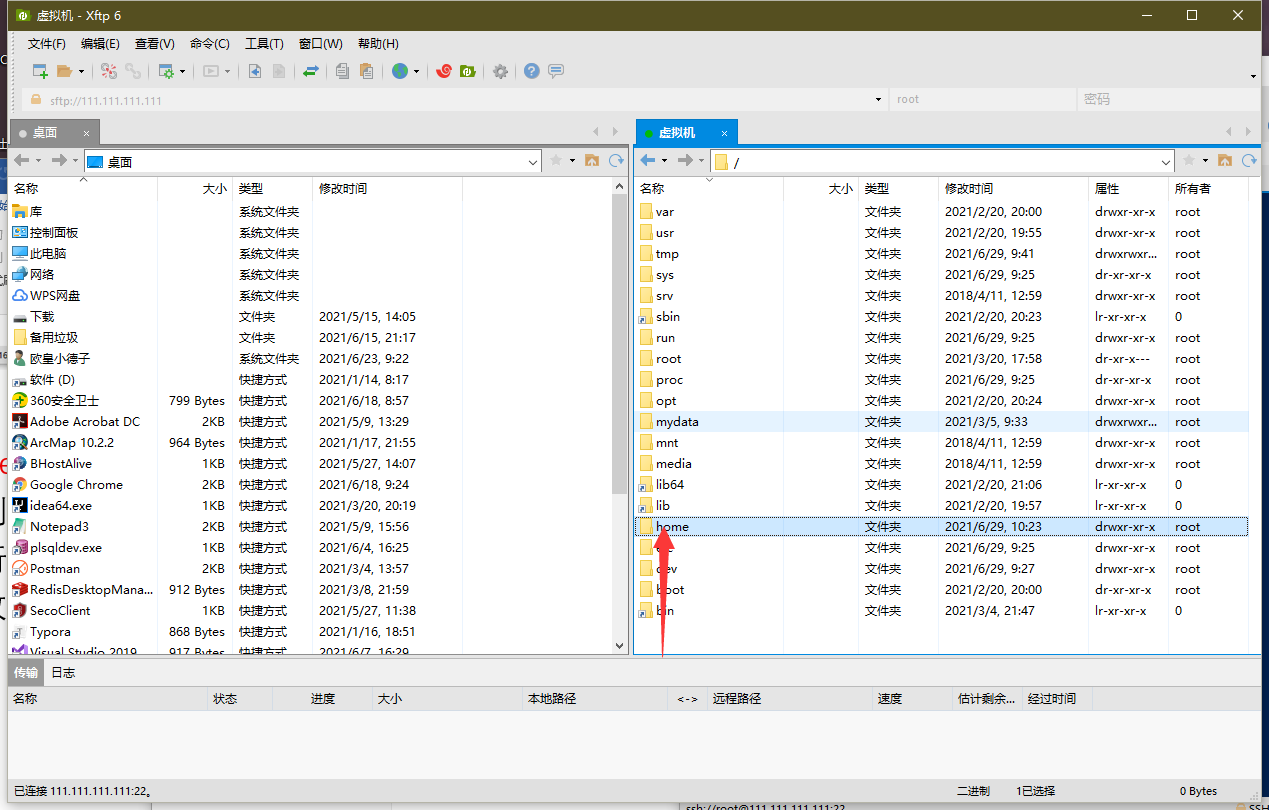 虚拟机 - Xftp 6
文件(F) 编辑(E) 查看(V) 命令(C) 工具(T) 窗口(W) 帮助(H)
sftp://111.111.111.111 root 密码
桌面 × 虚拟机 ×
桌面 /
名称 大小 类型 修改时间 名称 大小 类型 修改时间 属性 所有者
库 系统文件夹 var 文件夹 2021/2/20, 20:00 drwxr-xr-x root
控制面板 系统文件夹 usr 文件夹 2021/2/20, 19:55 drwxr-xr-x root
此电脑 系统文件夹 tmp 文件夹 2021/6/29, 9:41 drwxrwxr... root
网络 系统文件夹 sys 文件夹 2021/6/29, 9:25 dr-xr-xr-x root
WPS网盘 系统文件夹 srv 文件夹 2018/4/11, 12:59 drwxr-xr-x root
下载 文件夹 2021/5/15, 14:05 sbin 文件夹 2021/2/20, 20:23 lr-xr-xr-x 0
备用垃圾 文件夹 2021/6/15, 21:17 run 文件夹 2021/6/29, 9:25 drwxr-xr-x root
欧皇小德子 系统文件夹 2021/6/23, 9:22 root 文件夹 2021/3/20, 17:58 dr-xr-x--- root
软件 (D) 快捷方式 2021/1/14, 8:17 proc 文件夹 2021/6/29, 9:25 dr-xr-xr-x root
360安全卫士 799 Bytes 快捷方式 2021/6/18, 8:57 opt 文件夹 2021/2/20, 20:24 drwxr-xr-x root
Adobe Acrobat DC 2KB 快捷方式 2021/5/9, 13:29 mydata 文件夹 2021/3/5, 9:33 drwxrwxr... root
ArcMap 10.2.2 964 Bytes 快捷方式 2021/1/17, 21:55 mnt 文件夹 2018/4/11, 12:59 drwxr-xr-x root
BHostAlive 1KB 快捷方式 2021/5/27, 14:07 media 文件夹 2018/4/11, 12:59 drwxr-xr-x root
Google Chrome 2KB 快捷方式 2021/6/18, 9:24 lib64 文件夹 2021/2/20, 21:06 lr-xr-xr-x 0
idea64.exe 1KB 快捷方式 2021/3/20, 20:19 lib 文件夹 2021/2/20, 19:57 lr-xr-xr-x 0
Notepad3 2KB 快捷方式 2021/5/9, 15:56 home 文件夹 2021/6/29, 10:23 drwxr-xr-x root
plsqldev.exe 1KB 快捷方式 2021/6/4, 16:25 文件夹 2021/6/29, 9:25 drwxr-xr-x root
Postman 2KB 快捷方式 2021/3/4, 13:57 dev 文件夹 2021/6/29, 9:27 drwxr-xr-x root
RedisDesktopMana... 912 Bytes 快捷方式 2021/3/8, 21:59 boot 文件夹 2021/2/20, 20:00 dr-xr-xr-x root
SecoClient 1KB 快捷方式 2021/5/27, 11:38 bin 文件夹 2021/3/4, 21:47 lr-xr-xr-x 0
Typora 868 Bytes 快捷方式 2021/1/16, 18:51
Visual Studio 2019 917 Bytes 快捷方式 2021/6/7, 16:29
传输 日志
名称 状态 进度 大小 本地路径 <-> 远程路径 速度 估计剩余... 经过时间
已连接 111.111.111.111:22。 二进制 1已选择 0 Bytes
ssh://root@111.111.111.111:22 SSH